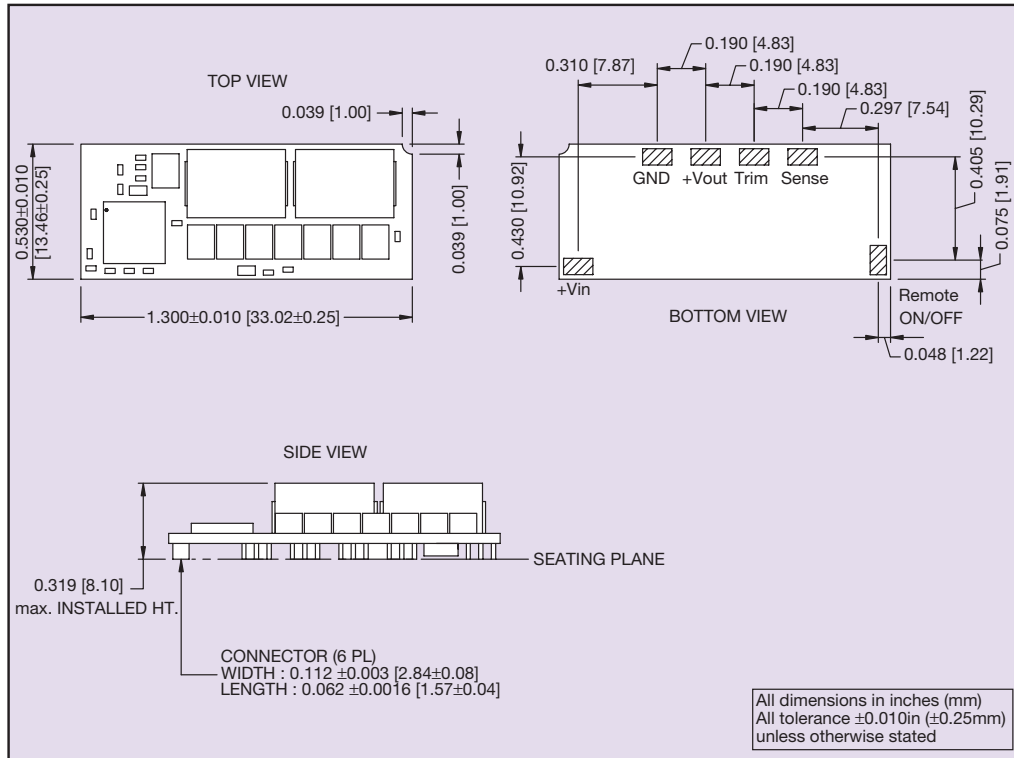 TOP VIEW
0.039 [1.00]
0.530±0.010
[13.46±0.25]
0.039 [1.00]
1.300±0.010 [33.02±0.25]
0.190 [4.83]
0.310 [7.87]
0.190 [4.83]
0.190 [4.83]
0.297 [7.54]
0.430 [10.92]
GND +Vout Trim Sense
0.405 [10.29]
0.075 [1.91]
+Vin
BOTTOM VIEW
Remote
ON/OFF
0.048 [1.22]
SIDE VIEW
SEATING PLANE
0.319 [8.10]
max. INSTALLED HT.
CONNECTOR (6 PL)
WIDTH : 0.112 ±0.003 [2.84±0.08]
LENGTH : 0.062 ±0.0016 [1.57±0.04]
All dimensions in inches (mm)
All tolerance ±0.010in (±0.25mm)
unless otherwise stated